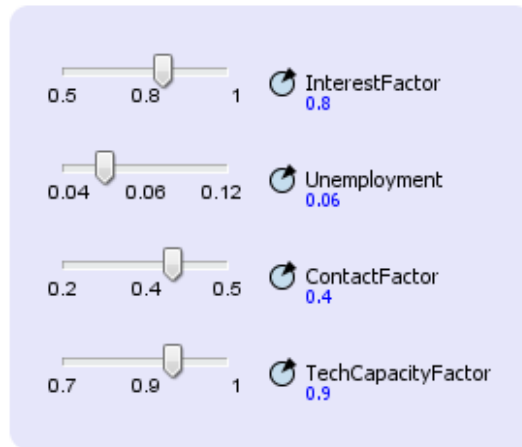 0.5 0.8 1 InterestFactor
0.8
0.04 0.06 0.12 Unemployment
0.06
0.2 0.4 0.5 ContactFactor
0.4
0.7 0.9 1 TechCapacityFactor
0.9